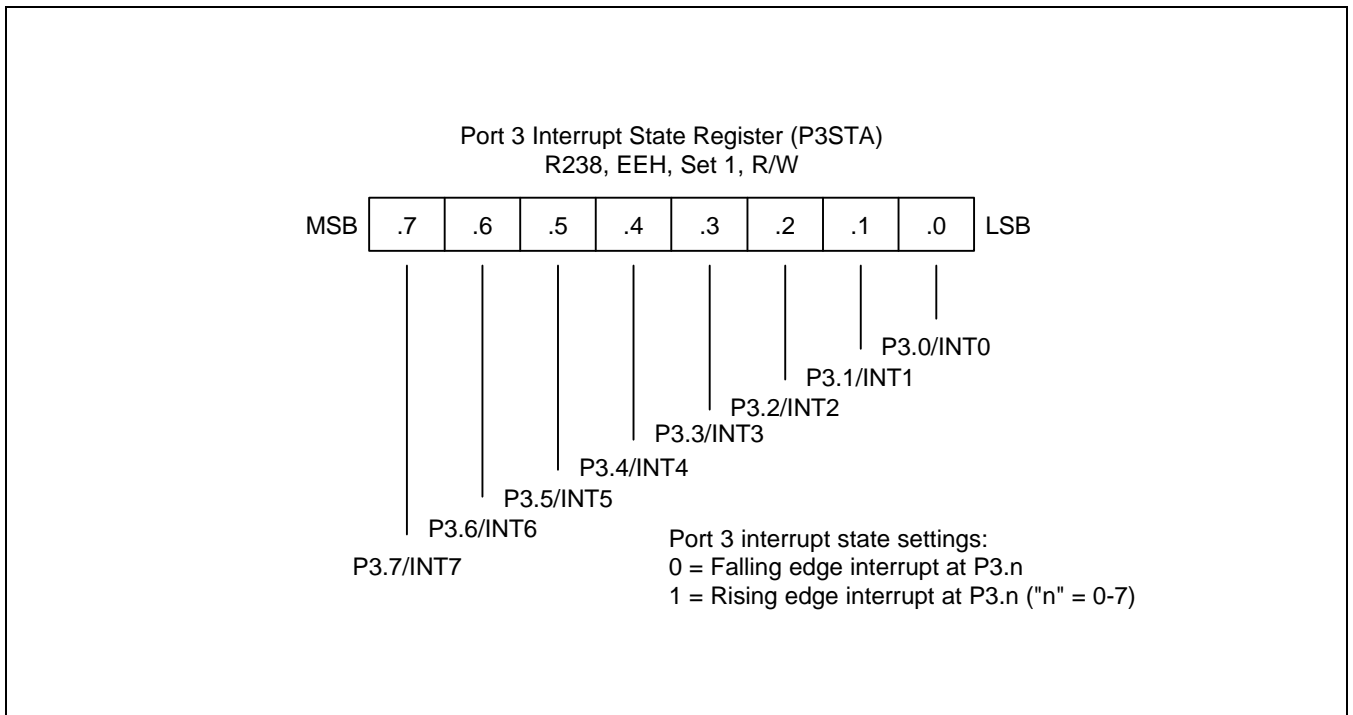 Port 3 Interrupt State Register (P3STA)
R238, EEH, Set 1, R/W
MSB .7 .6 .5 .4 .3 .2 .1 .0 LSB
P3.0/INT0
P3.1/INT1
P3.2/INT2
P3.3/INT3
P3.4/INT4
P3.5/INT5
P3.6/INT6
P3.7/INT7
Port 3 interrupt state settings:
0 = Falling edge interrupt at P3.n
1 = Rising edge interrupt at P3.n ("n" = 0-7)